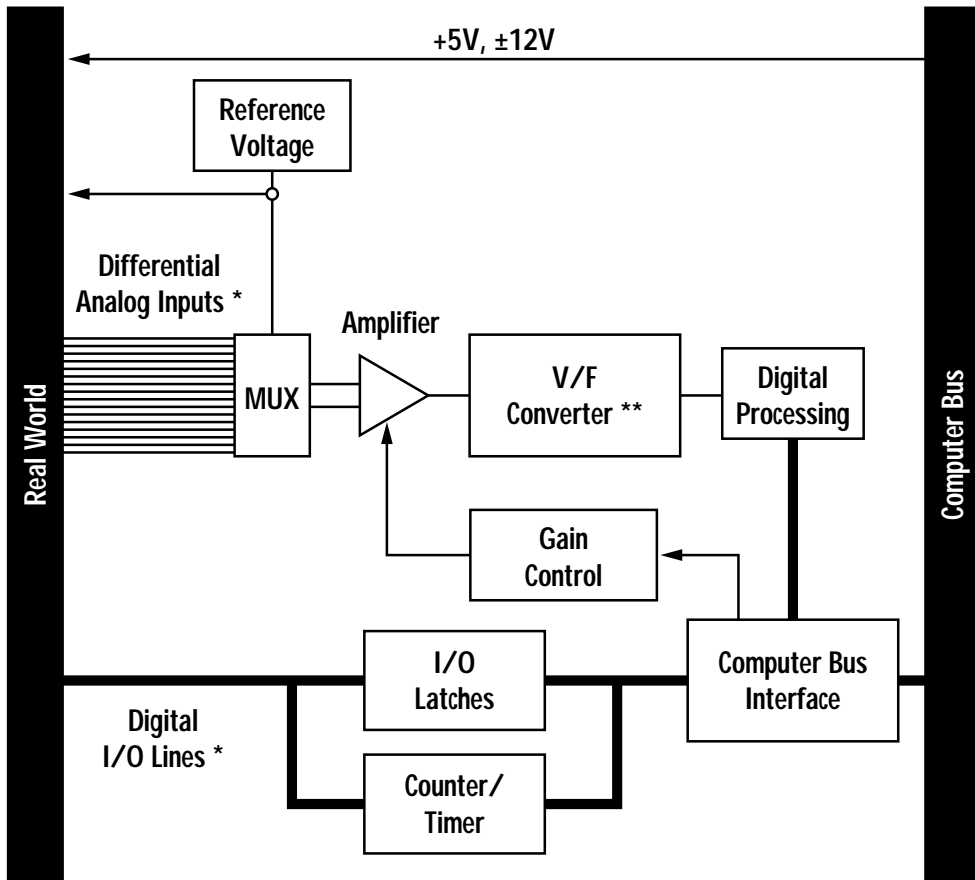 +5V, ±12V
Reference
Voltage
Differential
Analog Inputs *
Amplifier
MUX
V/F
Converter **
Digital
Processing
Real World
Computer Bus
Gain
Control
I/O
Latches
Computer Bus
Interface
Digital
I/O Lines *
Counter/
Timer